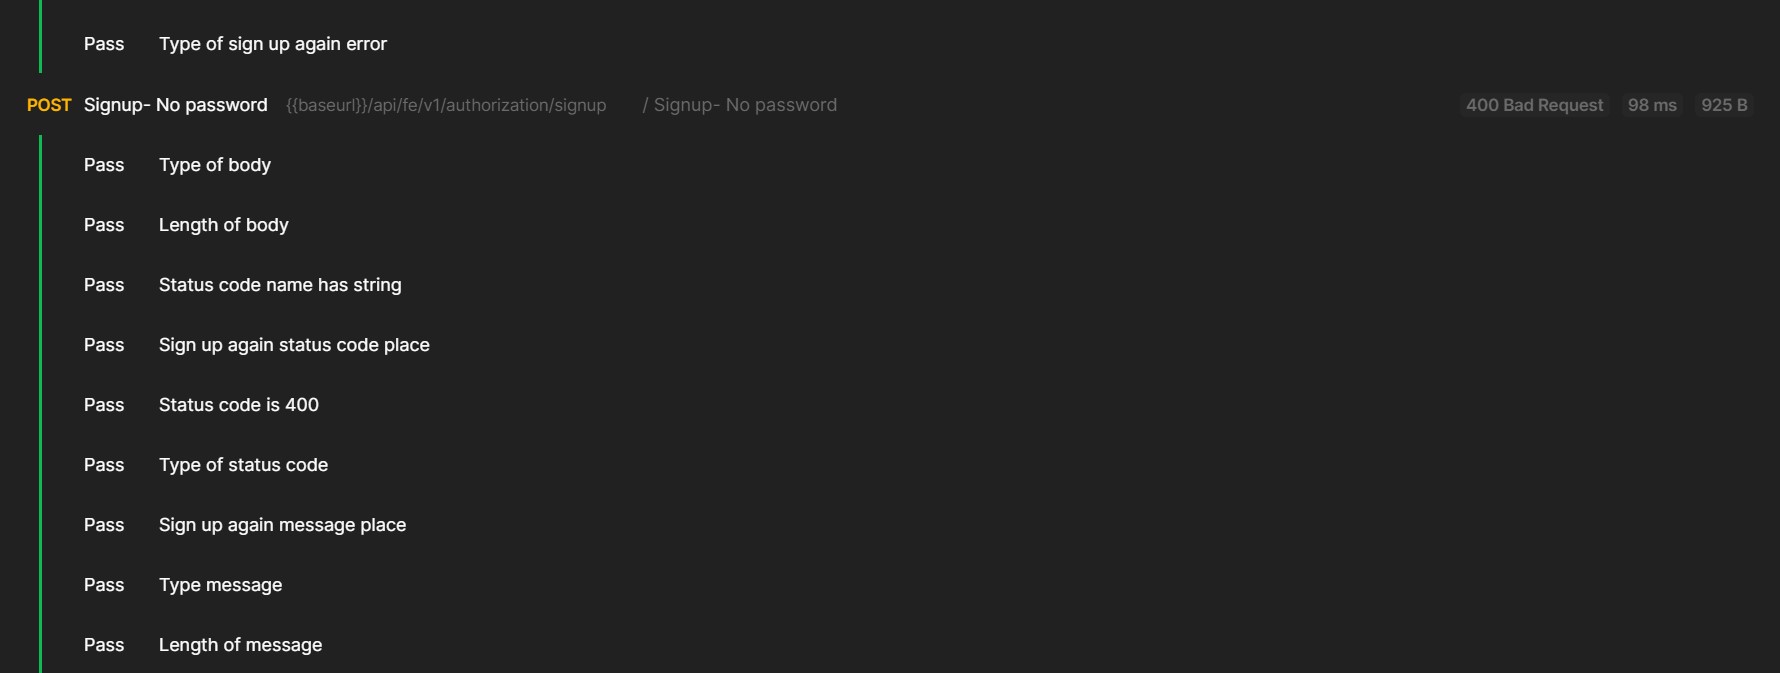 Pass Type of sign up again error
POST Signup- No password {{baseurl}}/api/fe/v1/authorization/signup / Signup- No password 400 Bad Request 98 ms 925 B
Pass Type of body
Pass Length of body
Pass Status code name has string
Pass Sign up again status code place
Pass Status code is 400
Pass Type of status code
Pass Sign up again message place
Pass Type message
Pass Length of message